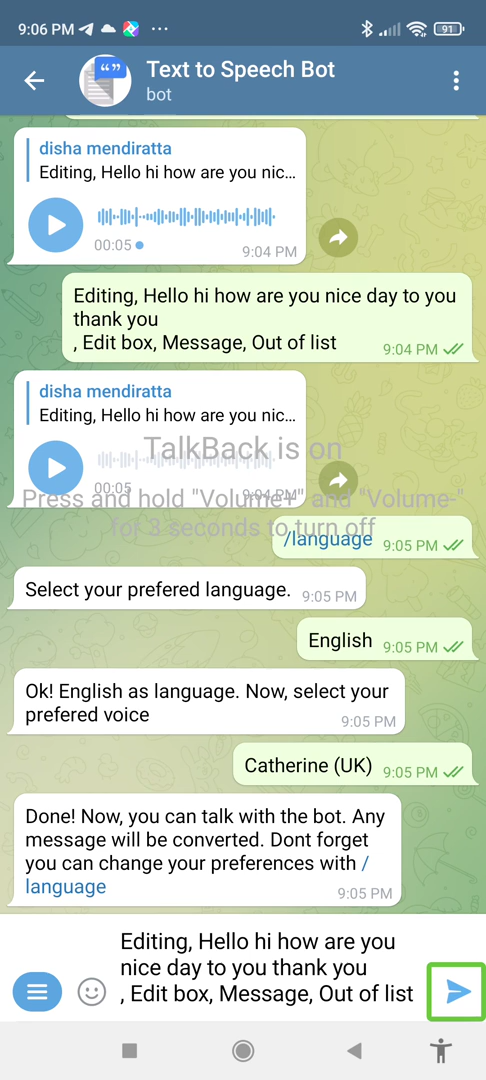 9:06 PM ... 91
Text to Speech Bot
bot
disha mendiratta
Editing, Hello hi how are you nic...
00:05 9:04 PM
Editing, Hello hi how are you nice day to you
thank you
, Edit box, Message, Out of list 9:04 PM
disha mendiratta
Editing, Hello hi how are you nic...
TalkBack is on
00:05 9:04 PM
Press and hold "Volume+" and "Volume-"
for 3 seconds to turn off
/language 9:05 PM
Select your prefered language. 9:05 PM
English 9:05 PM
Ok! English as language. Now, select your
prefered voice 9:05 PM
Catherine (UK) 9:05 PM
Done! Now, you can talk with the bot. Any
message will be converted. Dont forget
you can change your preferences with /
language 9:05 PM
Editing, Hello hi how are you
nice day to you thank you
, Edit box, Message, Out of list